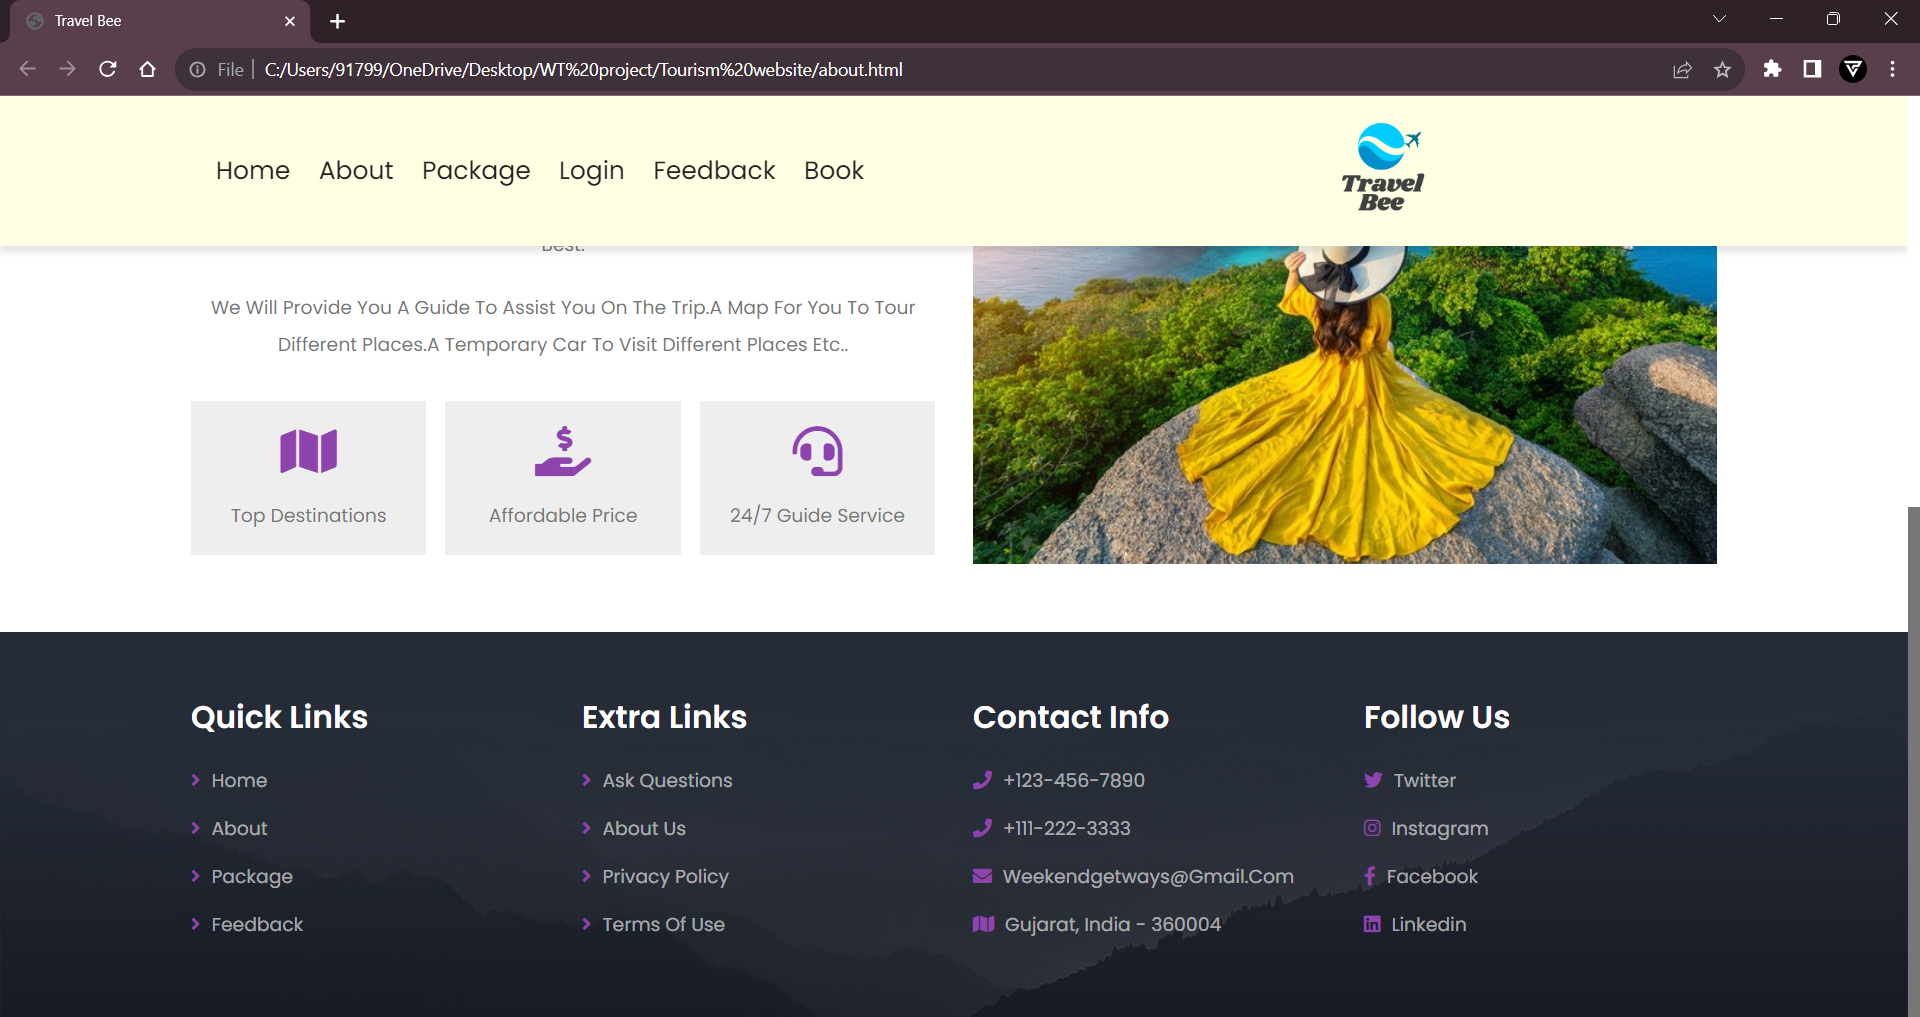 Travel Bee
File
C:/Users/91799/OneDrive/Desktop/WT%20project/Tourism%20website/about.html
Home About Package Login Feedback Book
Travel
Bee
Best.
We Will Provide You A Guide To Assist You On The Trip.A Map For You To Tour
Different Places.A Temporary Car To Visit Different Places Etc..
Top Destinations
Affordable Price
24/7 Guide Service
Quick Links
Home
About
Package
Feedback
Extra Links
Ask Questions
About Us
Privacy Policy
Terms Of Use
Contact Info
+123-456-7890
+111-222-3333
Weekendgetways@Gmail.Com
Gujarat, India - 360004
Follow Us
Twitter
Instagram
Facebook
Linkedin